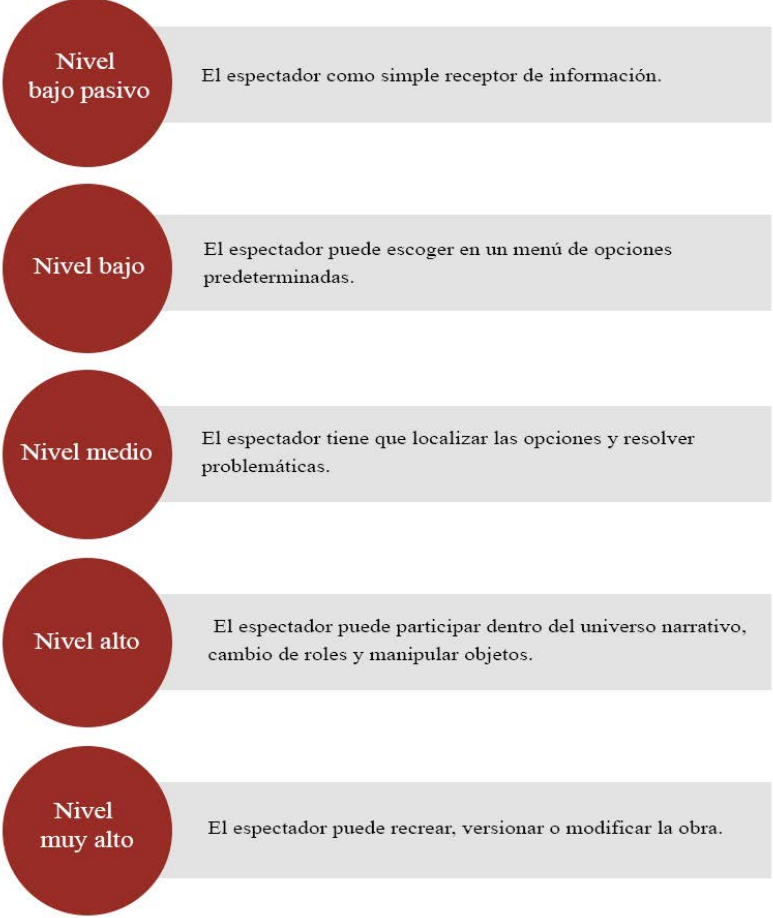 Nivel
bajo pasivo
El espectador como simple receptor de información.
Nivel bajo
El espectador puede escoger en un menú de opciones
predeterminadas.
Nivel medio
El espectador tiene que localizar las opciones y resolver
problemáticas.
Nivel alto
El espectador puede participar dentro del universo narrativo,
cambio de roles y manipular objetos.
Nivel
muy alto
El espectador puede recrear, versionar o modificar la obra.